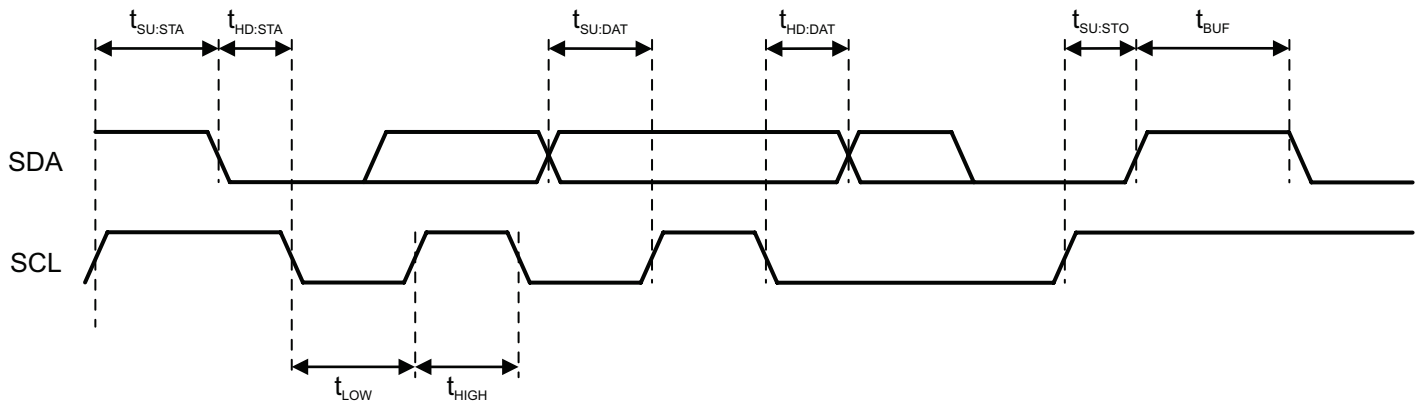 tSU:STA tHD:STA tSU:DAT tHD:DAT tSU:STO tBUF
SDA
SCL
tLOW tHIGH